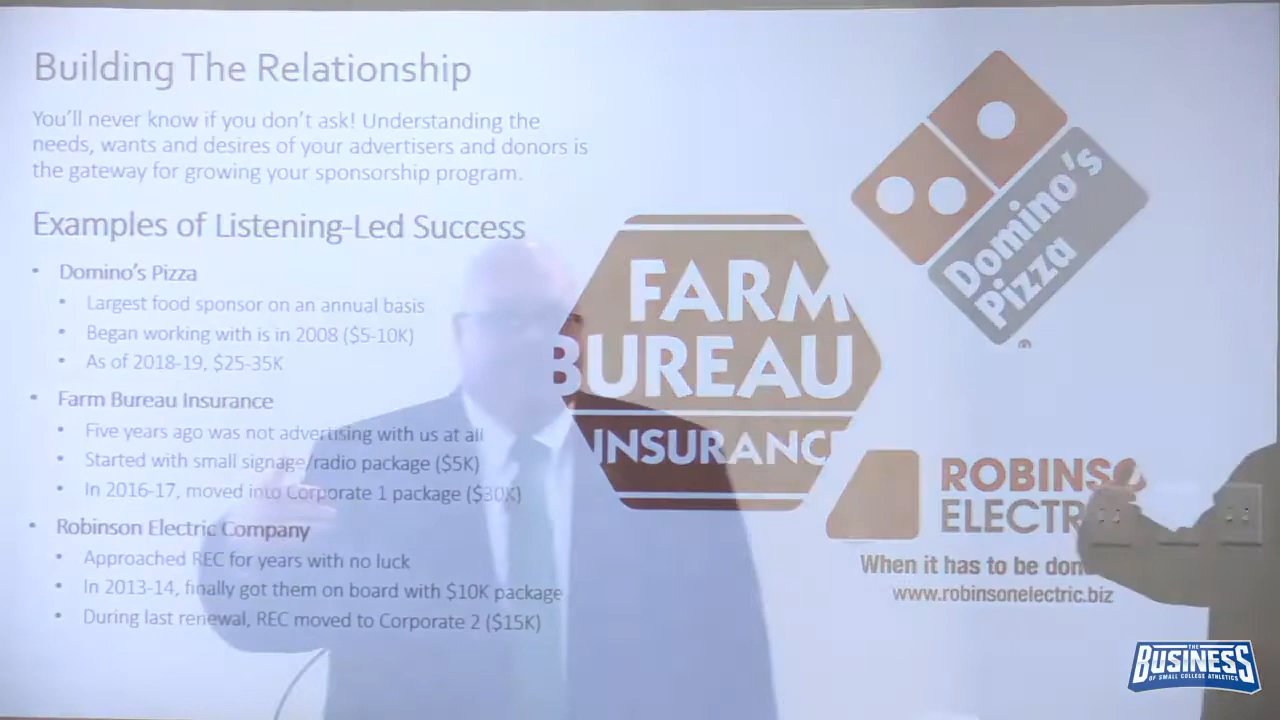 Building The Relationship
You'll never know if you don't ask! Understanding the
needs, wants and desires of your advertisers and donors is
the gateway for growing your sponsorship program.
Examples of Listening-Led Success
• Domino's Pizza
• Largest food sponsor on an annual basis
• Began working with is in 2008 ($5-10K)
• As of 2018-19, $25-35K
• Farm Bureau Insurance
• Five years ago was not advertising with us at all
• Started with small signage/radio package ($5K)
• In 2016-17, moved into Corporate 1 package ($30K)
• Robinson Electric Company
• Approached REC for years with no luck
• In 2013-14, finally got them on board with $10K package
• During last renewal, REC moved to Corporate 2 ($15K)
Domino's
Pizza
®
FARM
BUREAU
INSURANC
ROBINSO
ELECTR
When it has to be don
www.robinsonelectric.biz
THE
BUSINESS
OF SMALL COLLEGE ATHLETICS